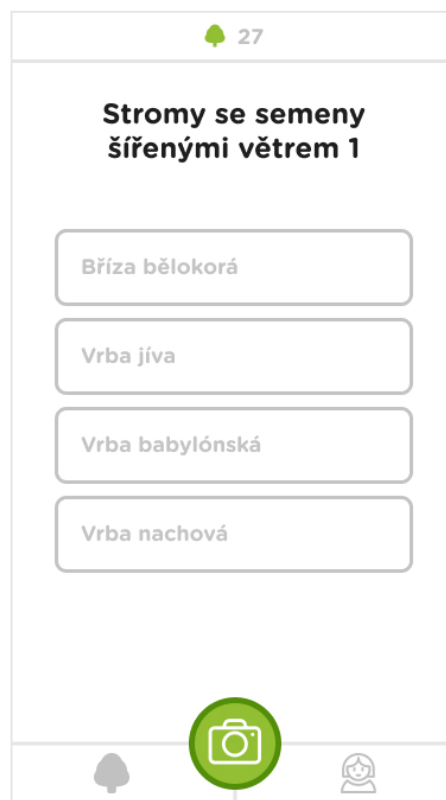 27
Stromy se semeny
šířenými větrem 1
Bříza bělokorá
Vrba jíva
Vrba babylónská
Vrba nachová